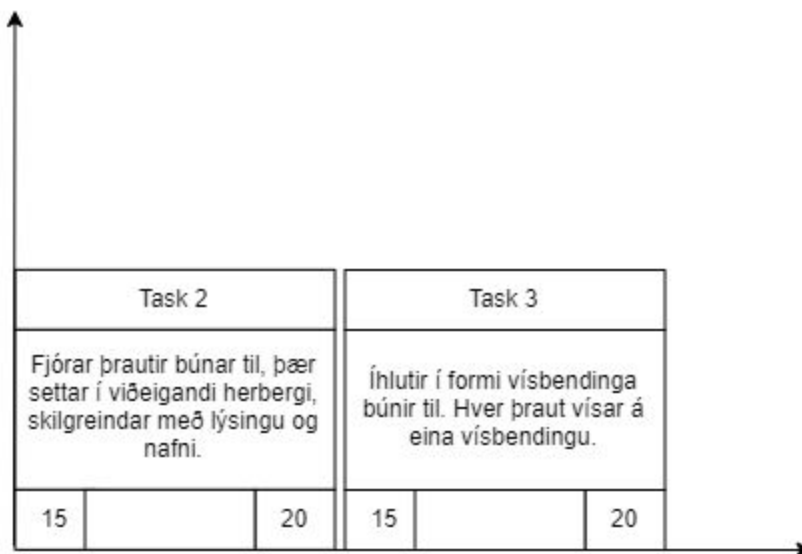 Task 2
Fjórar þrautir búnar til, þær
settar í viðeigandi herbergi,
skilgreindar með lýsingu og
nafni.
15
20
Task 3
Íhlutir í formi vísbendinga
búnir til. Hver þraut vísar á
eina vísbendingu.
15
20